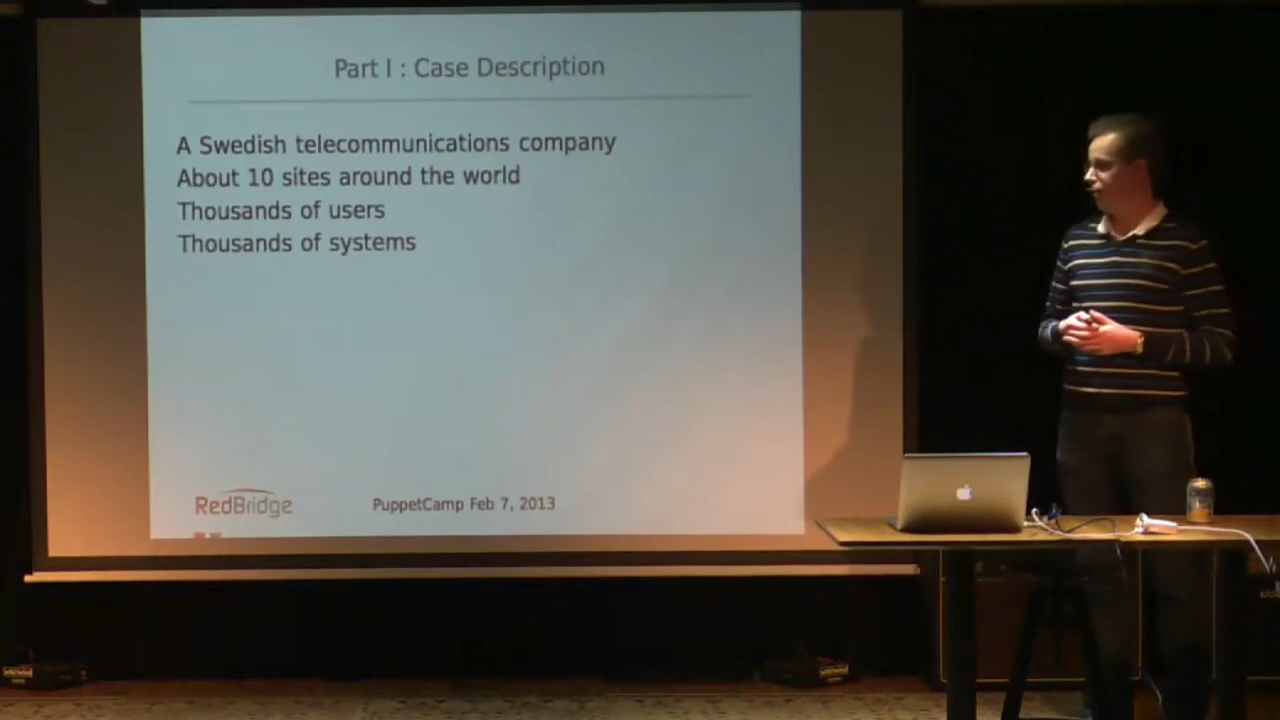 Part I : Case Description
A Swedish telecommunications company
About 10 sites around the world
Thousands of users
Thousands of systems
RedBridge
PuppetCamp Feb 7, 2013